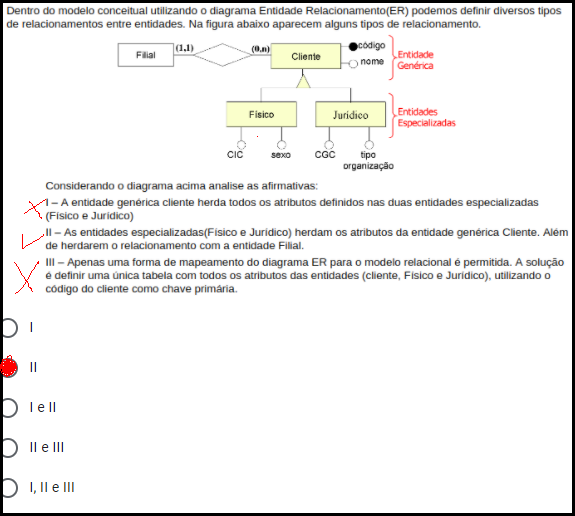 Dentro do modelo conceitual utilizando o diagrama Entidade Relacionamento(ER) podemos definir diversos tipos
de relacionamentos entre entidades. Na figura abaixo aparecem alguns tipos de relacionamento.
Filial
(1,1)
(0,n)
Cliente
código
nome
Entidade
Genérica
Físico
Jurídico
Entidades
Especializadas
CIC
sexo
CGC
tipo
organização
Considerando o diagrama acima analise as afirmativas:
I – A entidade genérica cliente herda todos os atributos definidos nas duas entidades especializadas
(Físico e Jurídico)
II – As entidades especializadas(Físico e Jurídico) herdam os atributos da entidade genérica Cliente. Além
de herdarem o relacionamento com a entidade Filial.
III – Apenas uma forma de mapeamento do diagrama ER para o modelo relacional é permitida. A solução
é definir uma única tabela com todos os atributos das entidades (cliente, Físico e Jurídico), utilizando o
código do cliente como chave primária.
I
II
I e II
II e III
I, II e III